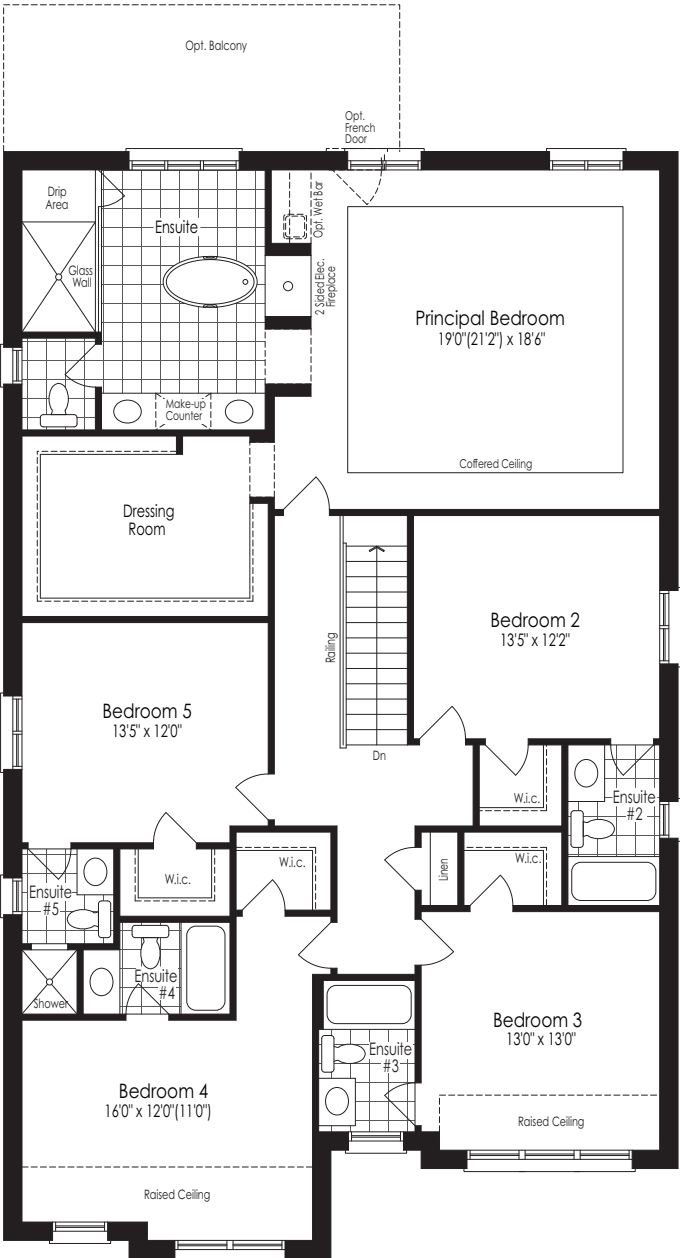 Opt. Balcony
Opt.
French
Door
Drip
Area
Ensuite
Opt. Wet Bar
Glass
Wall
2 Sided Elec.
Fireplace
Principal Bedroom
19'0"(21'2") x 18'6"
Make-up
Counter
Coffered Ceiling
Dressing
Room
Bedroom 2
13'5" x 12'2"
Railing
Bedroom 5
13'5" x 12'0"
Dn
W.i.c.
Ensuite
#2
W.i.c.
W.i.c.
Linen
W.i.c.
Ensuite
#5
Ensuite
#4
Shower
Bedroom 3
13'0" x 13'0"
Ensuite
#3
Bedroom 4
16'0" x 12'0"(11'0")
Raised Ceiling
Raised Ceiling